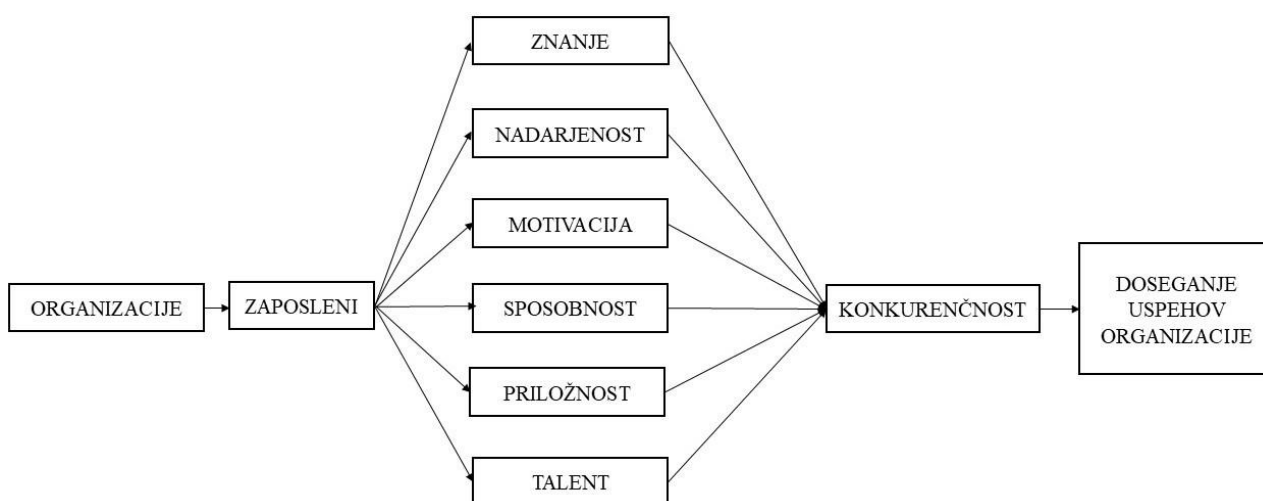 ZNANJE
NADARJENOST
MOTIVACIJA
ORGANIZACIJE
ZAPOSLENI
SPOSOBNOST
KONKURENČNOST
DOSEGANJE
USPEHOV
ORGANIZACIJE
PRILOŽNOST
TALENT